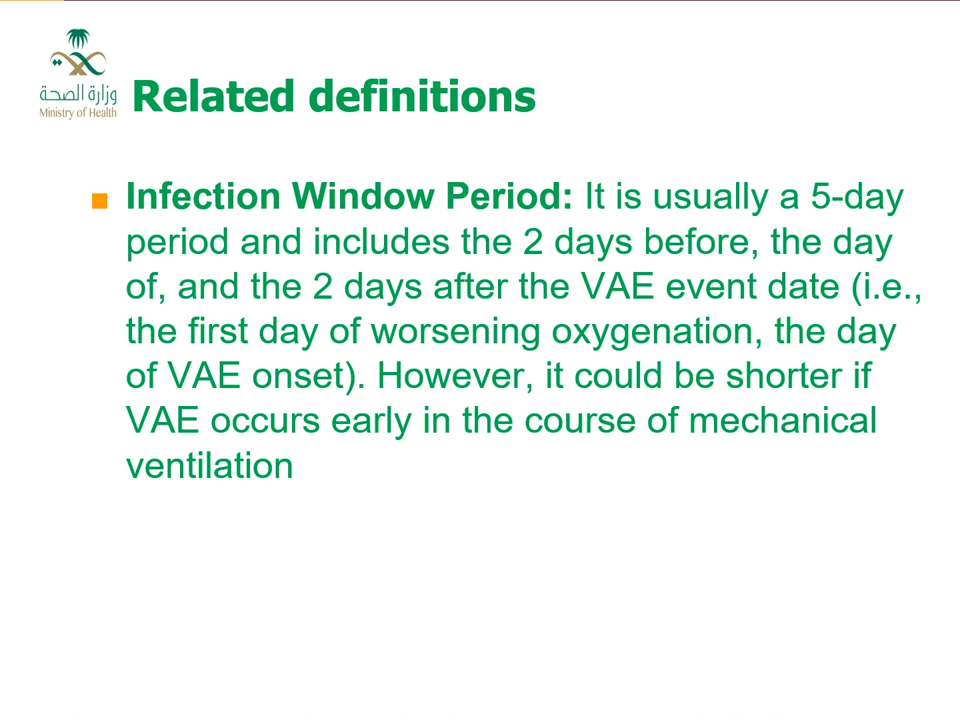 وزارة الصحة
Ministry of Health
Related definitions
Infection Window Period: It is usually a 5-day
period and includes the 2 days before, the day
of, and the 2 days after the VAE event date (i.e.,
the first day of worsening oxygenation, the day
of VAE onset). However, it could be shorter if
VAE occurs early in the course of mechanical
ventilation